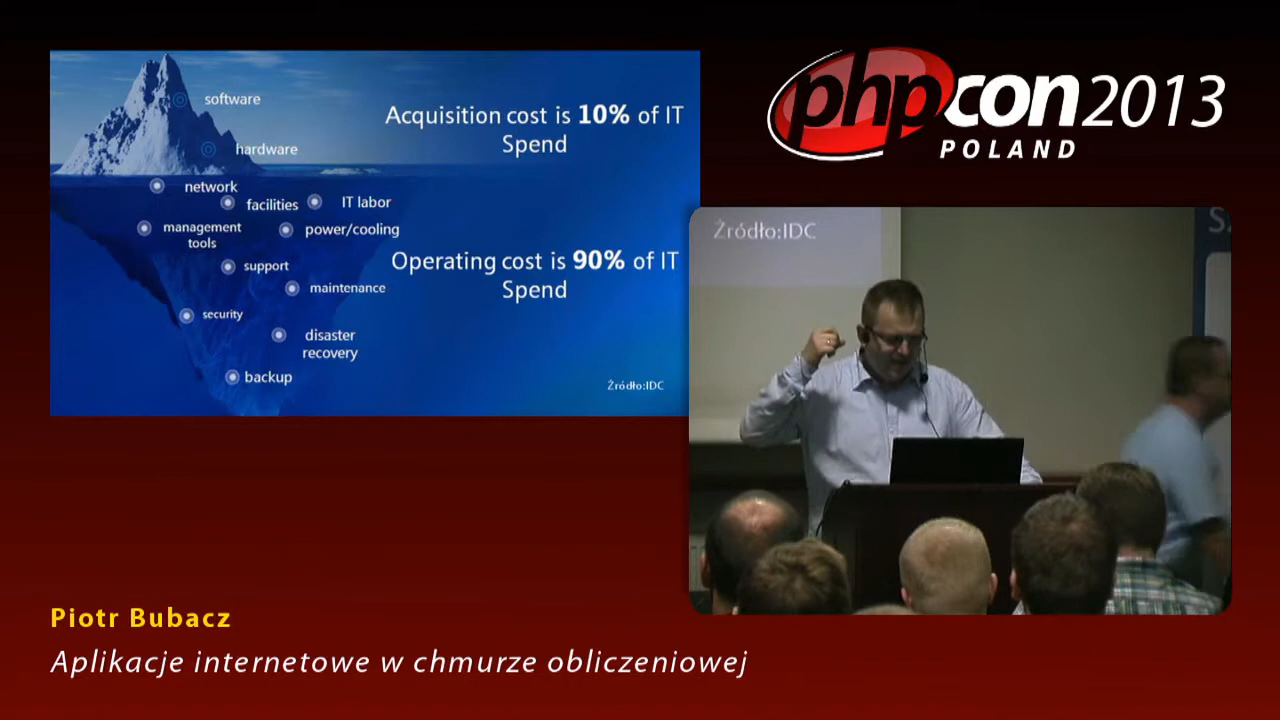 software
hardware
Acquisition cost is 10% of IT
Spend
network
facilities
IT labor
management
tools
power/cooling
support
maintenance
security
disaster
recovery
backup
Operating cost is 90% of IT
Spend
Źródło:IDC
phpcon2013
POLAND
Źródło:IDC
Piotr Bubacz
Aplikacje internetowe w chmurze obliczeniowej